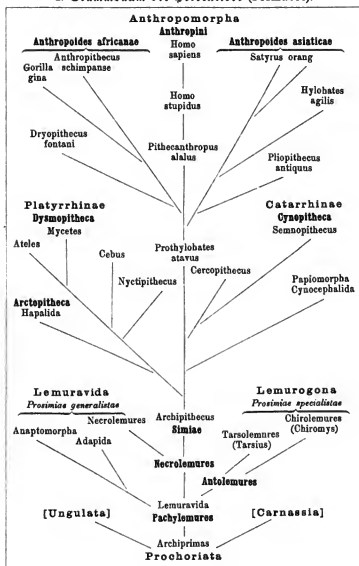 Anthropomorpha
Anthropini
Anthropoides africanae
Homo
sapiens
Anthropoides asiaticae
Anthropithecus
schimpanse
Gorilla
gina
Satyrus orang
Hylobates
agilis
Homo
stupidus
Dryopithecus
fontani
Pithecanthropus
alalus
Pliopithecus
antiquus
Platyrrhinae
Dysmopitheca
Mycetes
Ateles
Cebus
Nyctipithecus
Catarrhinae
Cynopitheca
Semnopithecus
Prothylobates
atavus
Cercopithecus
Arctopitheca
Hapalida
Papiomorpha
Cynocephalida
Lemuravida
Prosimiae generalistae
Necrolemures
Anaptomorpha
Adapida
Archipithecus
Simiae
Lemurogona
Prosimiae specialistae
Chirolemures
(Chiromys)
Tarsolemures
(Tarsius)
Necrolemures
Antolemures
Lemuravida
Pachylemures
[Ungulata]
[Carnassia]
Archiprimas
Prochoriata